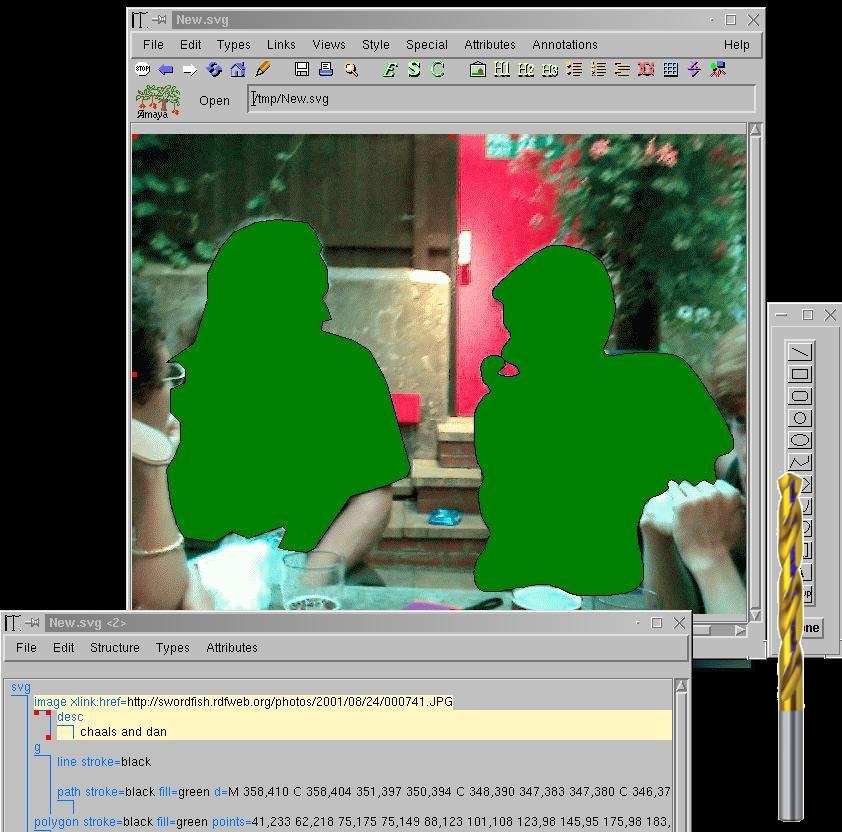 New.svg
File Edit Types Links Views Style Special Attributes Annotations Help
STOP E S C H1 H2 H3
Amaya Open /tmp/New.svg
New.svg <2>
File Edit Structure Types Attributes
svg
image xlink:href=http://swordfish.rdfweb.org/photos/2001/08/24/000741.JPG
desc
chaals and dan
g
line stroke=black
path stroke=black fill=green d=M 358,410 C 358,404 351,397 350,394 C 348,390 347,383 347,380 C 346,37
polygon stroke=black fill=green points=41,233 62,218 75,175 75,149 88,123 101,108 123,98 145,95 175,98 183,